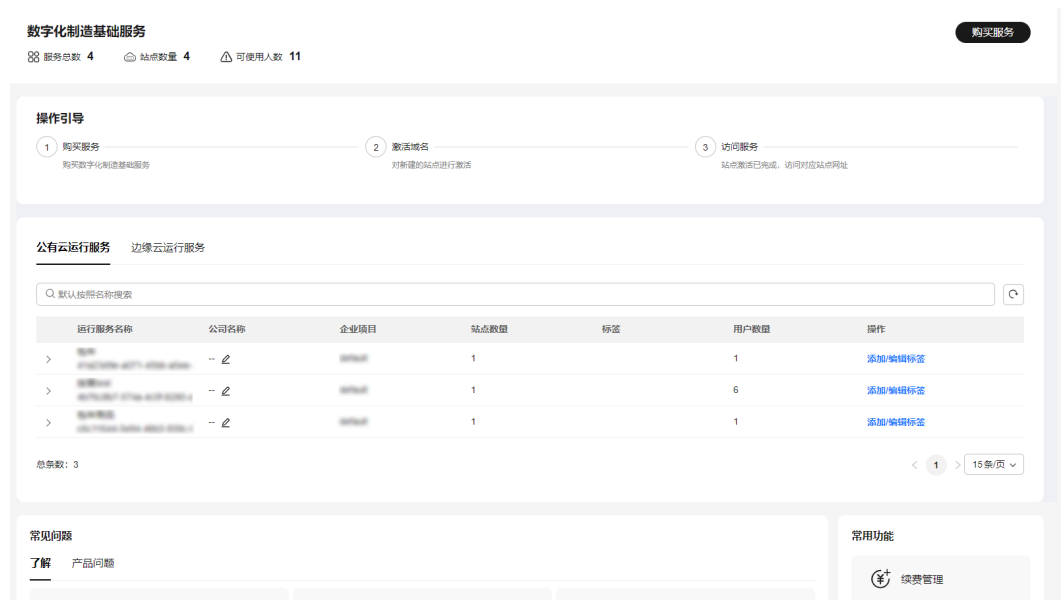 数字化制造基础服务
购买服务
服务总数 4 站点数量 4 可使用人数 11
操作引导
1 购买服务 2 激活域名 3 访问服务
购买数字化制造基础服务 对新建的站点进行激活 站点激活已完成，访问对应站点网址
公有云运行服务 边缘云运行服务
默认按照名称搜索
运行服务名称 公司名称 企业项目 站点数量 标签 用户数量 操作
-- 1 1 添加/编辑标签
-- 1 6 添加/编辑标签
-- 1 1 添加/编辑标签
总条数：3 < 1 > 15条/页
常见问题
了解 产品问题
常用功能
续费管理